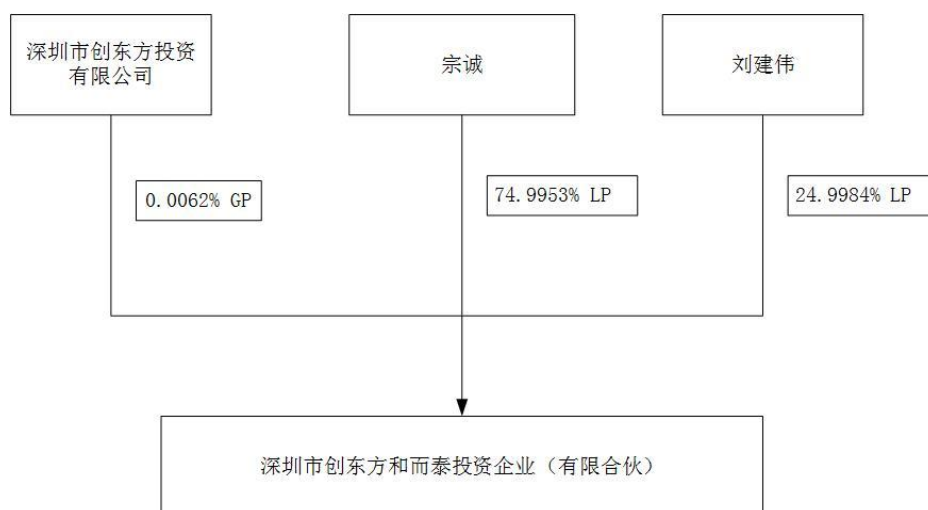 深圳市创东方投资
有限公司
宗诚
刘建伟
0.0062% GP
74.9953% LP
24.9984% LP
深圳市创东方和而泰投资企业（有限合伙）